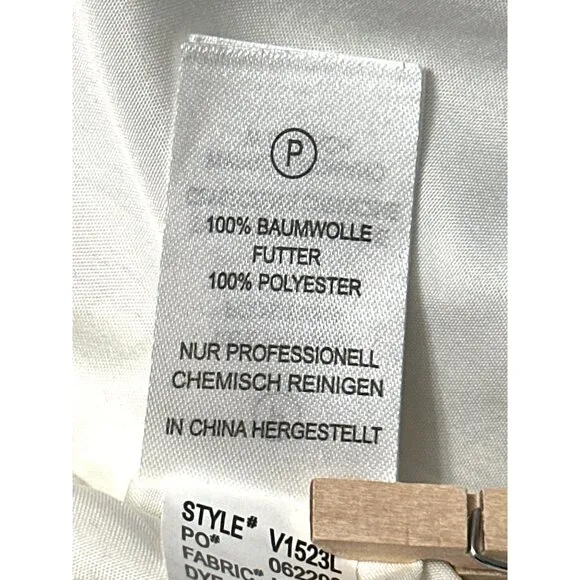 P
100% BAUMWOLLE
FUTTER
100% POLYESTER
NUR PROFESSIONELL
CHEMISCH REINIGEN
IN CHINA HERGESTELLT
STYLE# V1523L
PO#
FABRIC#